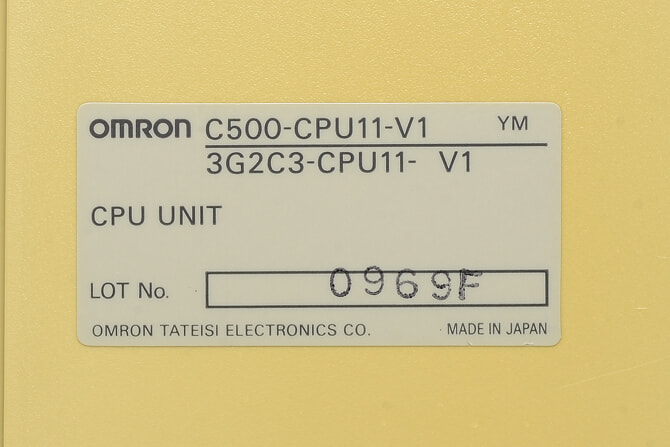 OMRON C500-CPU11-V1 YM
3G2C3-CPU11- V1
CPU UNIT
LOT No. 0969F
OMRON TATEISI ELECTRONICS CO. MADE IN JAPAN